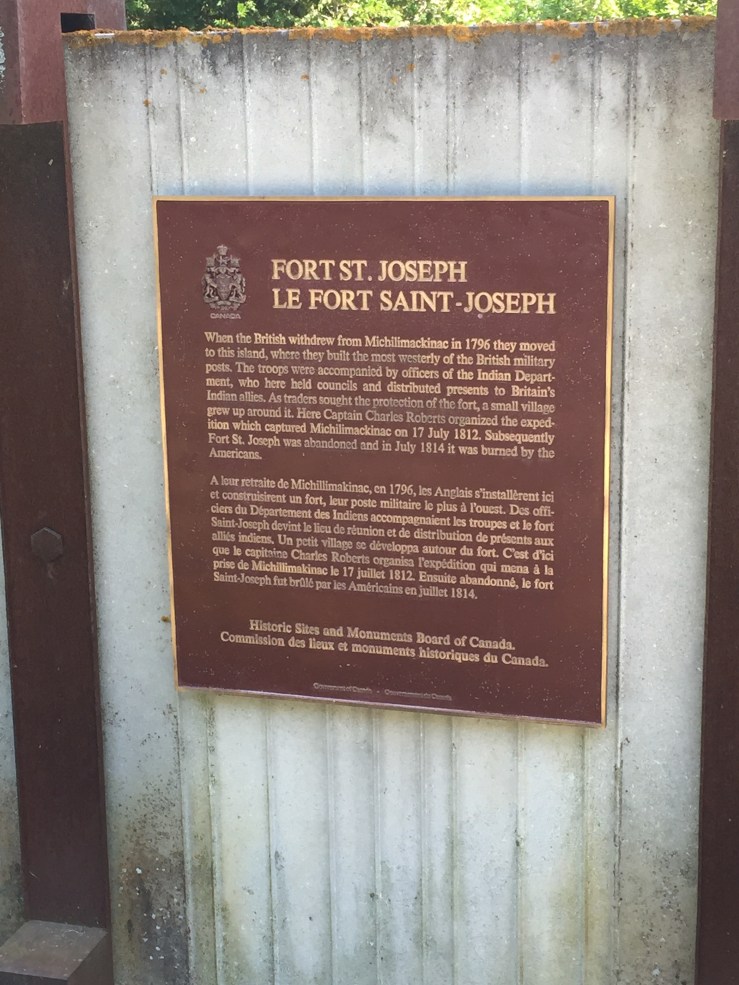 CANADA
FORT ST. JOSEPH
LE FORT SAINT-JOSEPH
When the British withdrew from Michilimackinac in 1796 they moved
to this island, where they built the most westerly of the British military
posts. The troops were accompanied by officers of the Indian Depart-
ment, who here held councils and distributed presents to Britain's
Indian allies. As traders sought the protection of the fort, a small village
grew up around it. Here Captain Charles Roberts organized the exped-
ition which captured Michilimackinac on 17 July 1812. Subsequently
Fort St. Joseph was abandoned and in July 1814 it was burned by the
Americans.
A leur retraite de Michillimakinac, en 1796, les Anglais s'installèrent ici
et construisirent un fort, leur poste militaire le plus à l'ouest. Des offi-
ciers du Département des Indiens accompagnaient les troupes et le fort
Saint-Joseph devint le lieu de réunion et de distribution de présents aux
alliés indiens. Un petit village se développa autour du fort. C'est d'ici
que le capitaine Charles Roberts organisa l'expédition qui mena à la
prise de Michillimakinac le 17 juillet 1812. Ensuite abandonné, le fort
Saint-Joseph fut brûlé par les Américains en juillet 1814.
Historic Sites and Monuments Board of Canada.
Commission des lieux et monuments historiques du Canada.
Government of Canada • Gouvernement du Canada